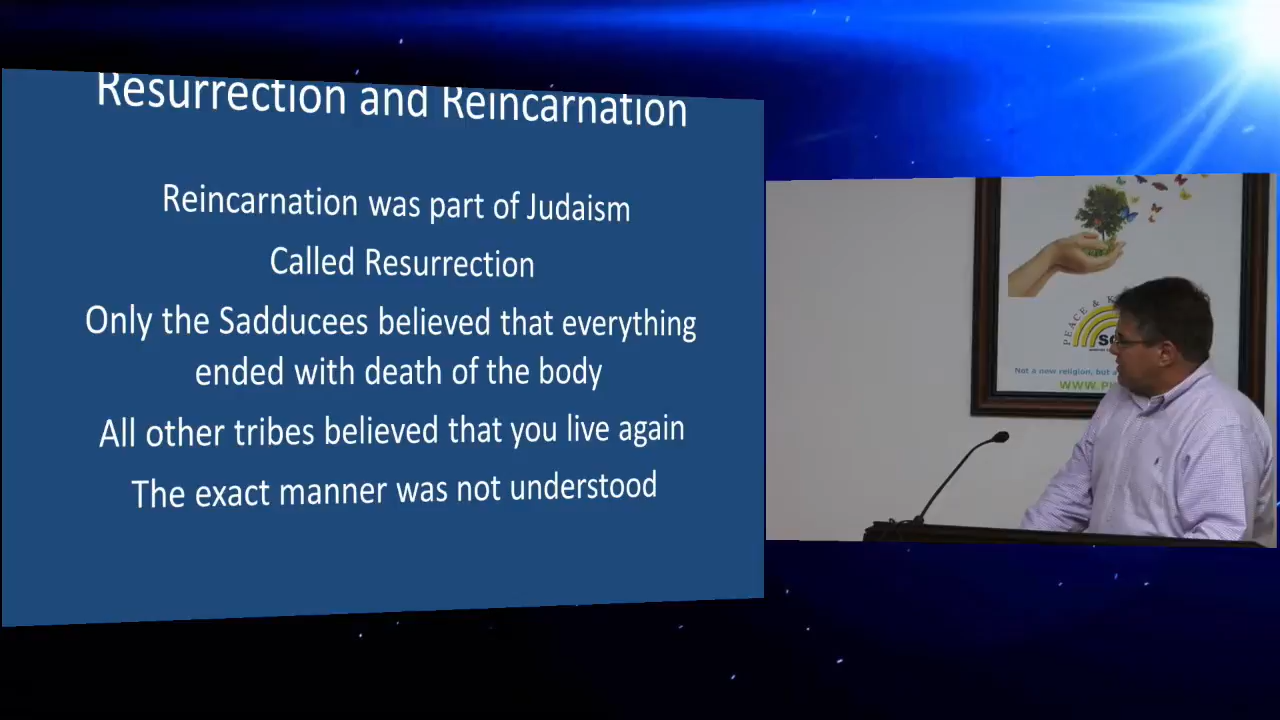 Resurrection and Reincarnation
Reincarnation was part of Judaism
Called Resurrection
Only the Sadducees believed that everything
ended with death of the body
All other tribes believed that you live again
The exact manner was not understood
PEACE & K
Not a new religion, but a